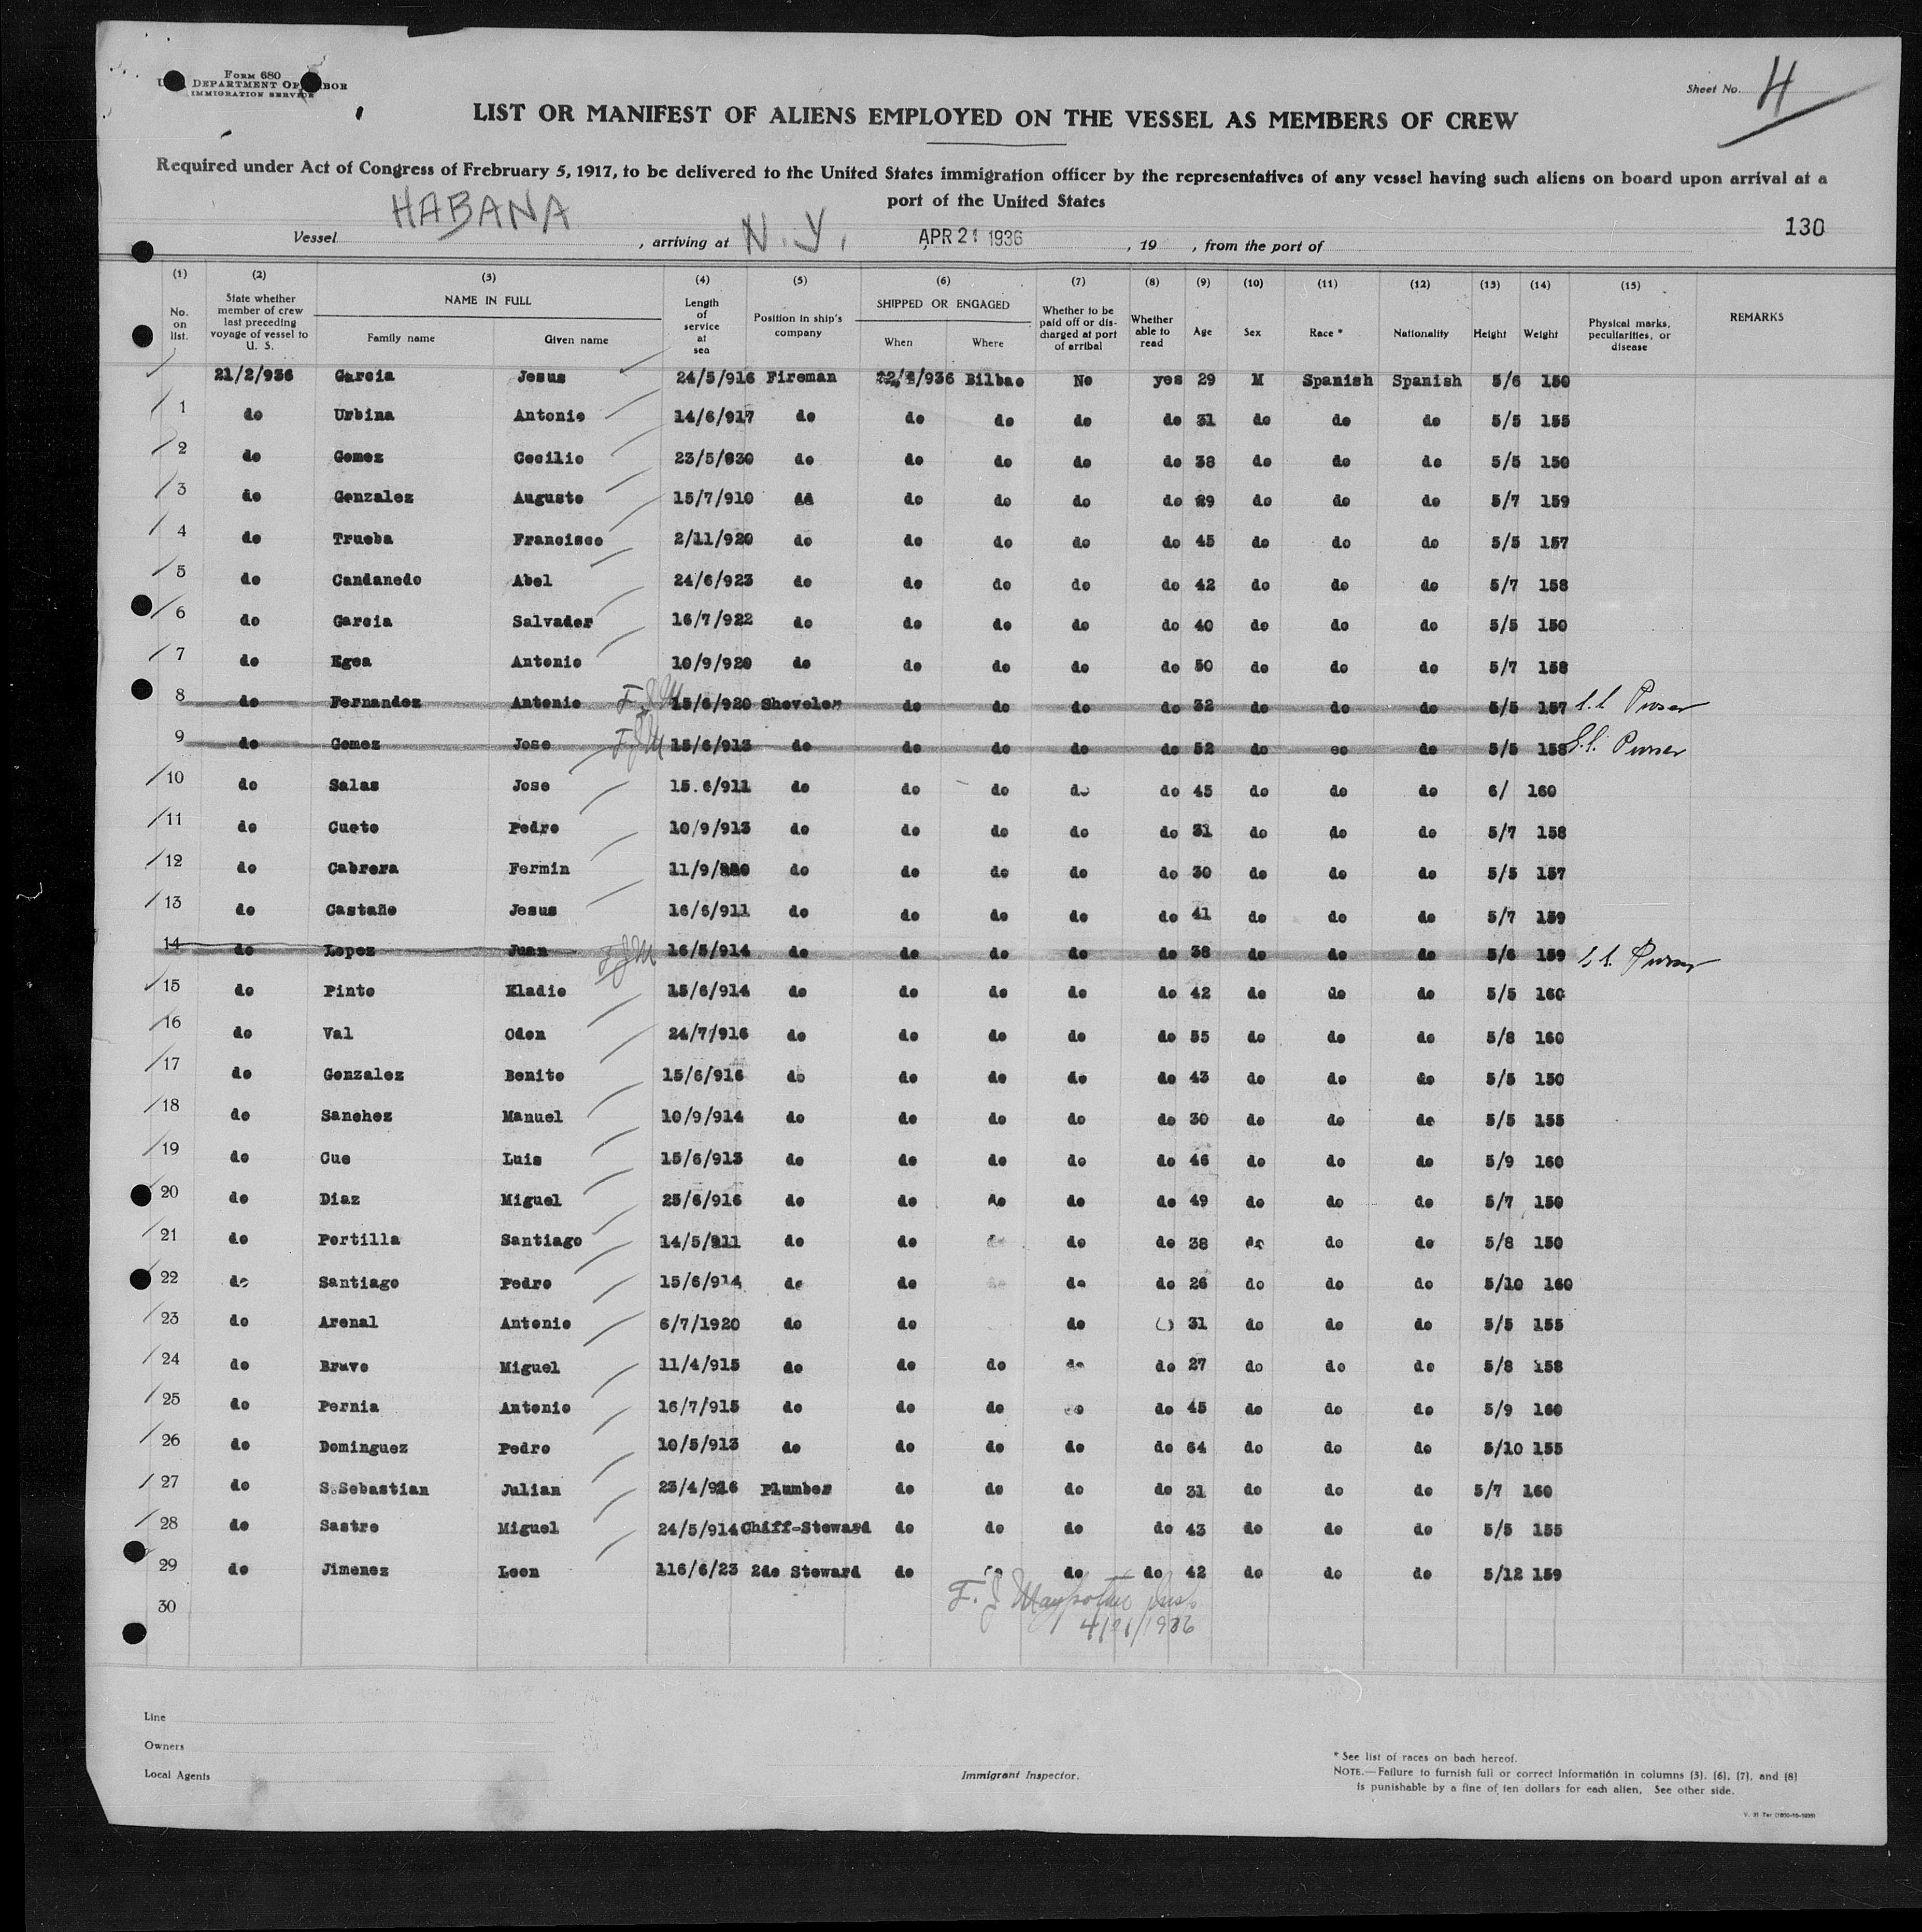 Form 680
DEPARTMENT OF LABOR
IMMIGRATION SERVICE
Sheet No. 4
LIST OR MANIFEST OF ALIENS EMPLOYED ON THE VESSEL AS MEMBERS OF CREW
Required under Act of Congress of Frebruary 5, 1917, to be delivered to the United States immigration officer by the representatives of any vessel having such aliens on board upon arrival at a
port of the United States
130
Vessel HABANA , arriving at N. Y. APR 21 1936 , 19 , from the port of
(1) (2) (3) (4) (5) (6) (7) (8) (9) (10) (11) (12) (13) (14) (15)
No. on list. State whether member of crew last preceding voyage of vessel to U. S. NAME IN FULL Family name Given name Length of service at sea Position in ship's company SHIPPED OR ENGAGED When Where Whether to be paid off or discharged at port of arribal Whether able to read Age Sex Race * Nationality Height Weight Physical marks, peculiarities, or disease REMARKS
21/2/936 Garcia Jesus 24/5/916 Fireman /936 Bilbao No yes 29 M Spanish Spanish 5/6 150
1 do Urbina Antonio 14/6/917 do do do do do 31 do do do 5/5 155
2 do Gomez Cecilio 23/5/930 do do do do do 38 do do do 5/5 150
3 do Gonzalez Augusto 15/7/910 do do do do do 29 do do do 5/7 159
4 do Trueba Francisco 2/11/920 do do do do do 45 do do do 5/5 157
5 do Candanedo Abel 24/6/923 do do do do do 42 do do do 5/7 158
6 do Garcia Salvador 16/7/922 do do do do do 40 do do do 5/5 150
7 do Egea Antonio 10/9/920 do do do do do 50 do do do 5/7 158
8 do Fernandez Antonio FJM 15/6/920 Shoveler do do do do 32 do do do 5/5 157 S.S. Purser
9 do Gomez Jose FJM 15/6/913 do do do do do 52 do eo do 5/5 158 S.S. Purser
10 do Salas Jose 15.6/911 do do do do do 45 do do do 6/ 160
11 do Cueto Pedro 10/9/913 do do do do do 31 do do do 5/7 158
12 do Cabrera Fermin 11/9/ do do do do do 30 do do do 5/5 157
13 do Castaño Jesus 16/6/911 do do do do do 41 do do do 5/7 159
14 do Lopez Juan FJM 16/5/914 do do do do do 38 do do do 5/6 159 S.S. Purser
15 do Pinto Eladio 15/6/914 do do do do do 42 do do do 5/5 160
16 do Val Odon 24/7/916 do do do do do 55 do do do 5/8 160
17 do Gonzalez Benito 15/6/916 do do do do do 43 do do do 5/5 150
18 do Sanchez Manuel 10/9/914 do do do do do 30 do do do 5/5 155
19 do Cue Luis 15/6/913 do do do do do 46 do do do 5/9 160
20 do Diaz Miguel 25/6/916 do do do do do 49 do do do 5/7 150
21 do Portilla Santiago 14/5/911 do do do do do 38 do do do 5/8 150
22 do Santiago Pedro 15/6/914 do do do do do 26 do do do 5/10 160
23 do Arenal Antonio 6/7/1920 do do do 31 do do do 5/5 155
24 do Bravo Miguel 11/4/915 do do do do do 27 do do do 5/8 158
25 do Pernia Antonio 16/7/915 do do do do do 45 do do do 5/9 160
26 do Dominguez Pedro 10/5/913 do do do do do 64 do do do 5/10 155
27 do S.Sebastian Julian 23/4/916 Plumber do do do do 31 do do do 5/7 160
28 do Sastre Miguel 24/5/914 Chiff-Steward do do do do 43 do do do 5/5 155
29 do Jimenez Leon 116/6/23 2do Steward do do do do 42 do do do 5/12 159
30
F. J. 4/21/1936
Line
Owners
Local Agents
Immigrant Inspector.
* See list of races on bach hereof.
NOTE.—Failure to furnish full or correct information in columns (3), (6), (7), and (8)
is punishable by a fine of ten dollars for each alien, See other side.